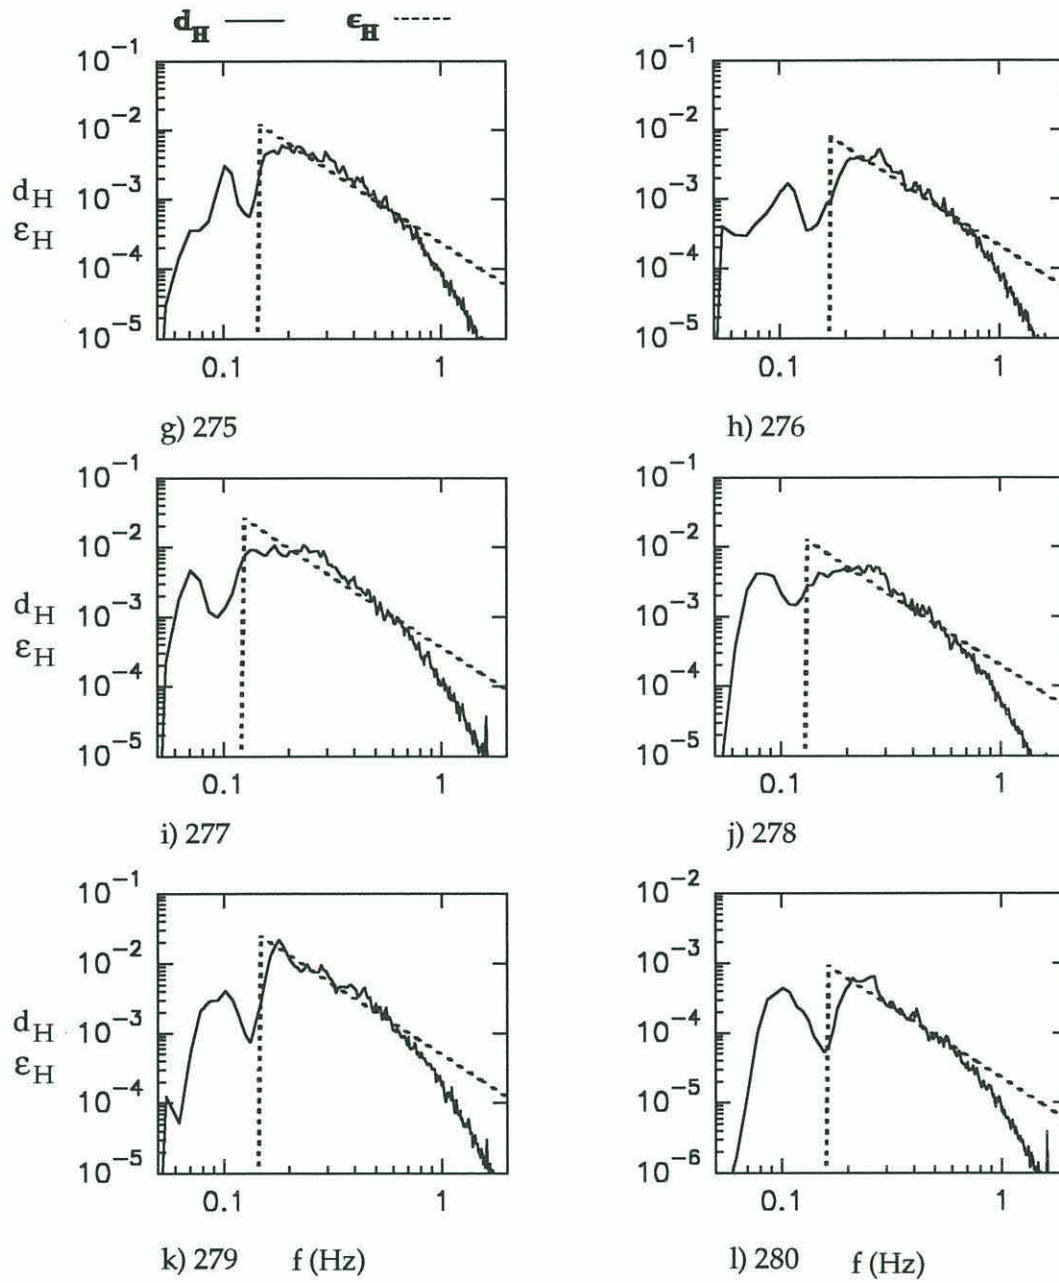 d_H ——— ε_H --------
10⁻¹ 10⁻¹
10⁻² 10⁻²
d_H 10⁻³ 10⁻³
ε_H
10⁻⁴ 10⁻⁴
10⁻⁵ 10⁻⁵
0.1 1 0.1 1
g) 275 h) 276
10⁻¹ 10⁻¹
10⁻² 10⁻²
d_H 10⁻³ 10⁻³
ε_H
10⁻⁴ 10⁻⁴
10⁻⁵ 10⁻⁵
0.1 1 0.1 1
i) 277 j) 278
10⁻¹ 10⁻²
10⁻² 10⁻³
d_H 10⁻³ 10⁻⁴
ε_H
10⁻⁴ 10⁻⁵
10⁻⁵ 10⁻⁶
0.1 1 0.1 1
k) 279 f (Hz) l) 280 f (Hz)